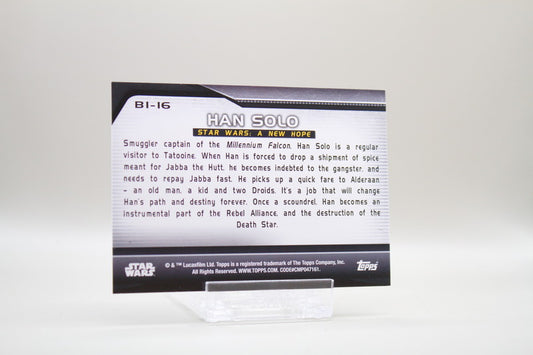 BI-16
HAN SOLO
STAR WARS: A NEW HOPE
Smuggler captain of the Millennium Falcon, Han Solo is a regular
visitor to Tatooine. When Han is forced to drop a shipment of spice
meant for Jabba the Hutt, he becomes indebted to the gangster, and
needs to repay Jabba fast. He picks up a quick fare to Alderaan
- an old man, a kid and two Droids. It's a job that will change
Han's path and destiny forever. Once a scoundrel, Han becomes an
instrumental part of the Rebel Alliance, and the destruction of the
Death Star.
STAR
WARS
© & ™ Lucasfilm Ltd. Topps is a registered trademark of The Topps Company, Inc.
All Rights Reserved. WWW.TOPPS.COM. CODE#CMP047161.
Topps